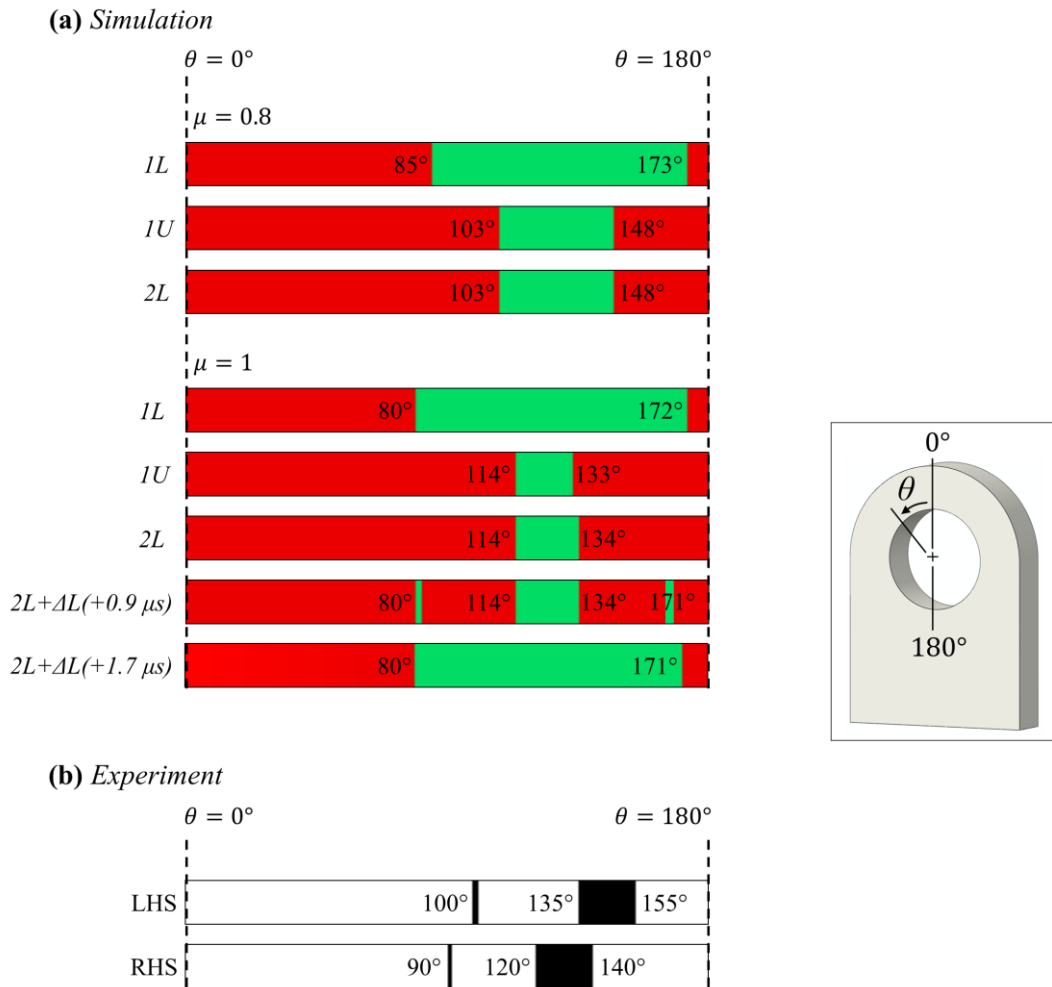 (a) Simulation
θ = 0° θ = 180°
μ = 0.8
1L 85° 173°
1U 103° 148°
2L 103° 148°
μ = 1
1L 80° 172°
1U 114° 133°
2L 114° 134°
2L+ΔL(+0.9 μs) 80° 114° 134° 171°
2L+ΔL(+1.7 μs) 80° 171°
0°
θ
+
180°
(b) Experiment
θ = 0° θ = 180°
LHS 100° 135° 155°
RHS 90° 120° 140°